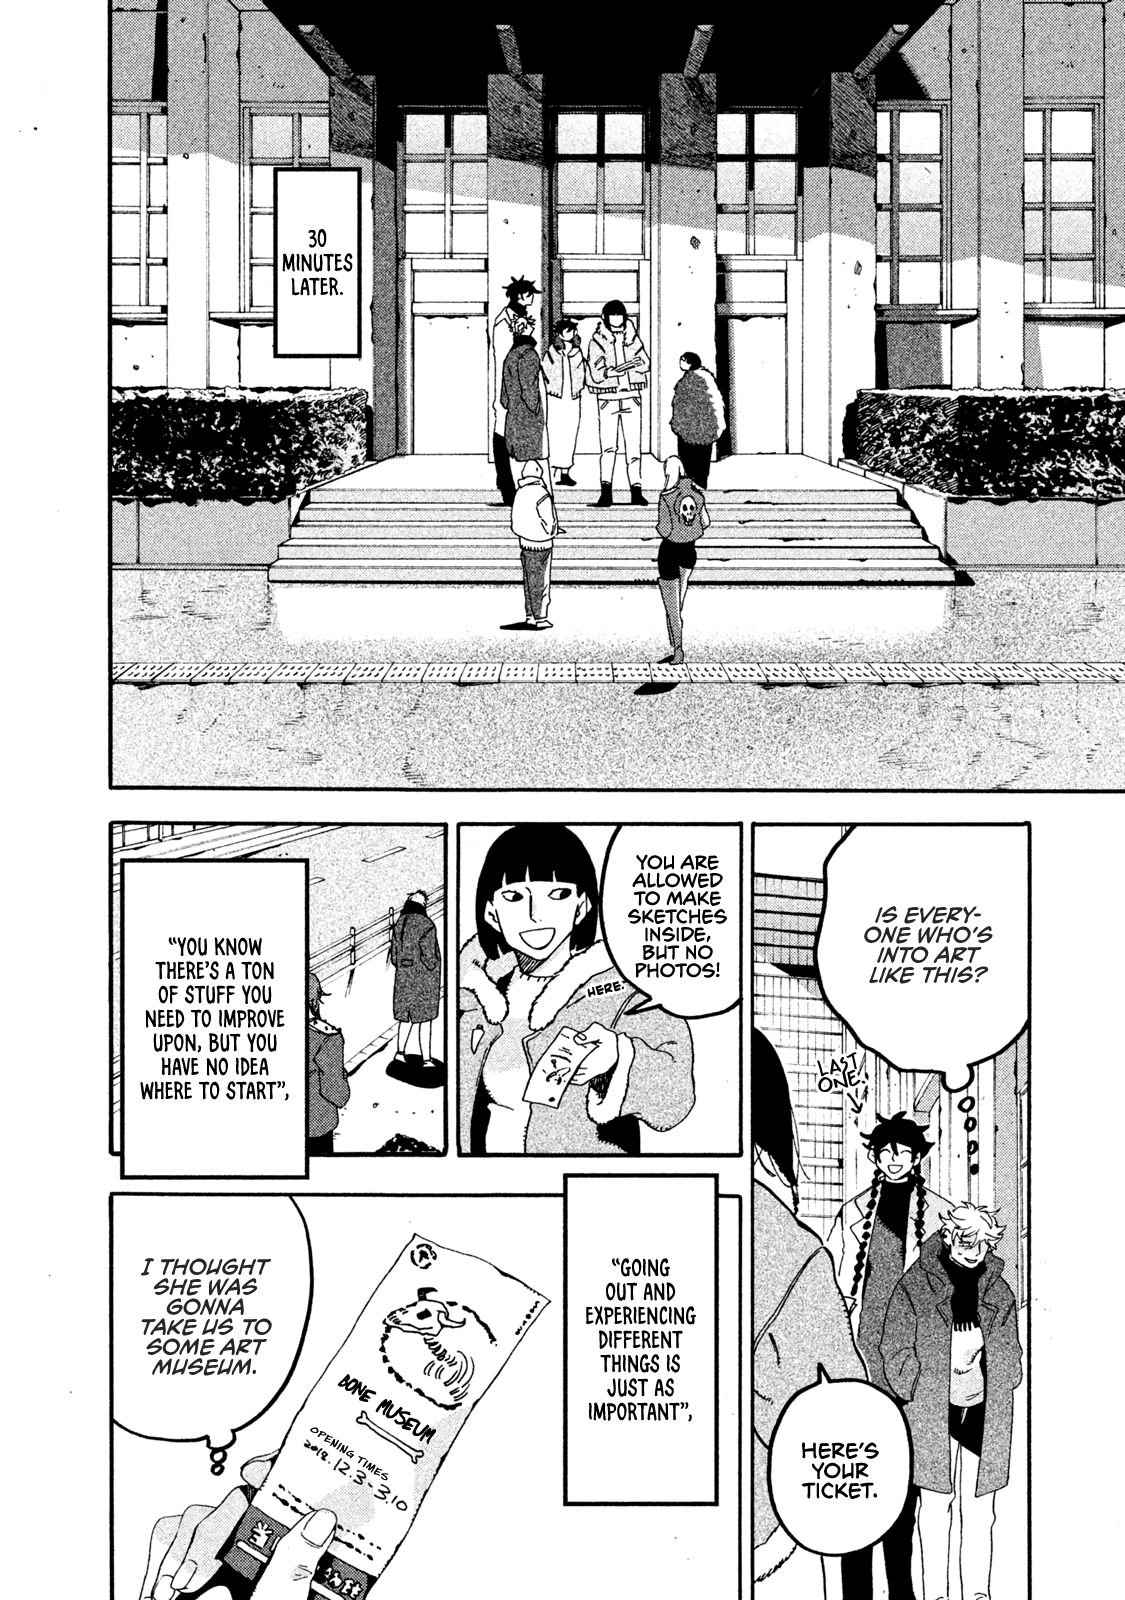 30
MINUTES
LATER.
IS EVERY-
ONE WHO'S
INTO ART
LIKE THIS?
LAST
ONE.
HERE'S
YOUR
TICKET.
YOU ARE
ALLOWED
TO MAKE
SKETCHES
INSIDE,
BUT NO
PHOTOS!
HERE.
"YOU KNOW
THERE'S A TON
OF STUFF YOU
NEED TO IMPROVE
UPON, BUT YOU
HAVE NO IDEA
WHERE TO START",
"GOING
OUT AND
EXPERIENCING
DIFFERENT
THINGS IS
JUST AS
IMPORTANT",
BONE MUSEUM
OPENING TIMES
2018.12.3~3.10
I THOUGHT
SHE WAS
GONNA
TAKE US TO
SOME ART
MUSEUM.